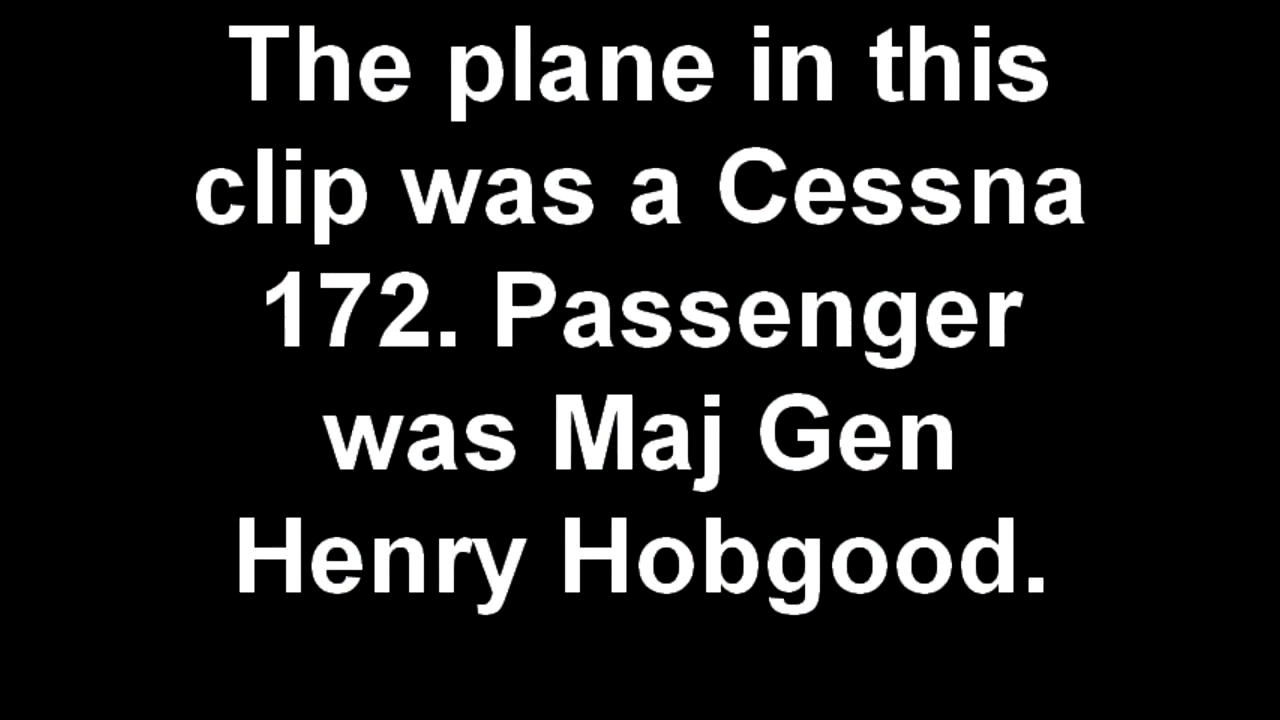 The plane in this
clip was a Cessna
172. Passenger
was Maj Gen
Henry Hobgood.